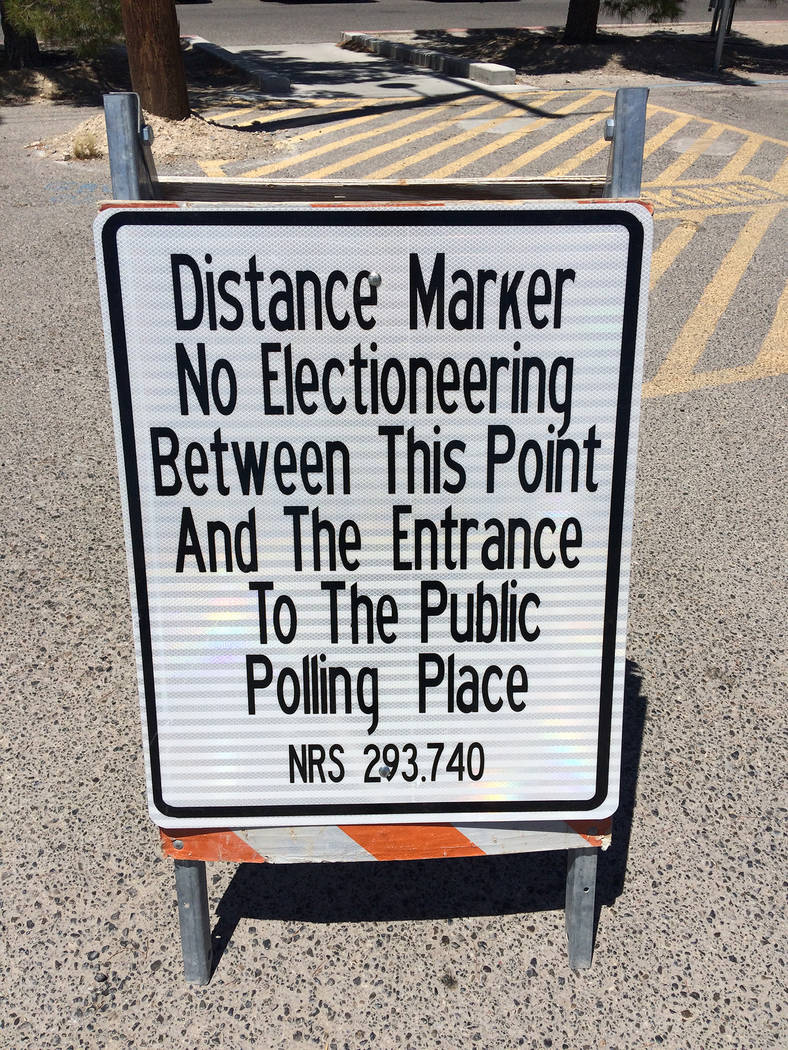 Distance Marker
No Electioneering
Between This Point
And The Entrance
To The Public
Polling Place
NRS 293.740